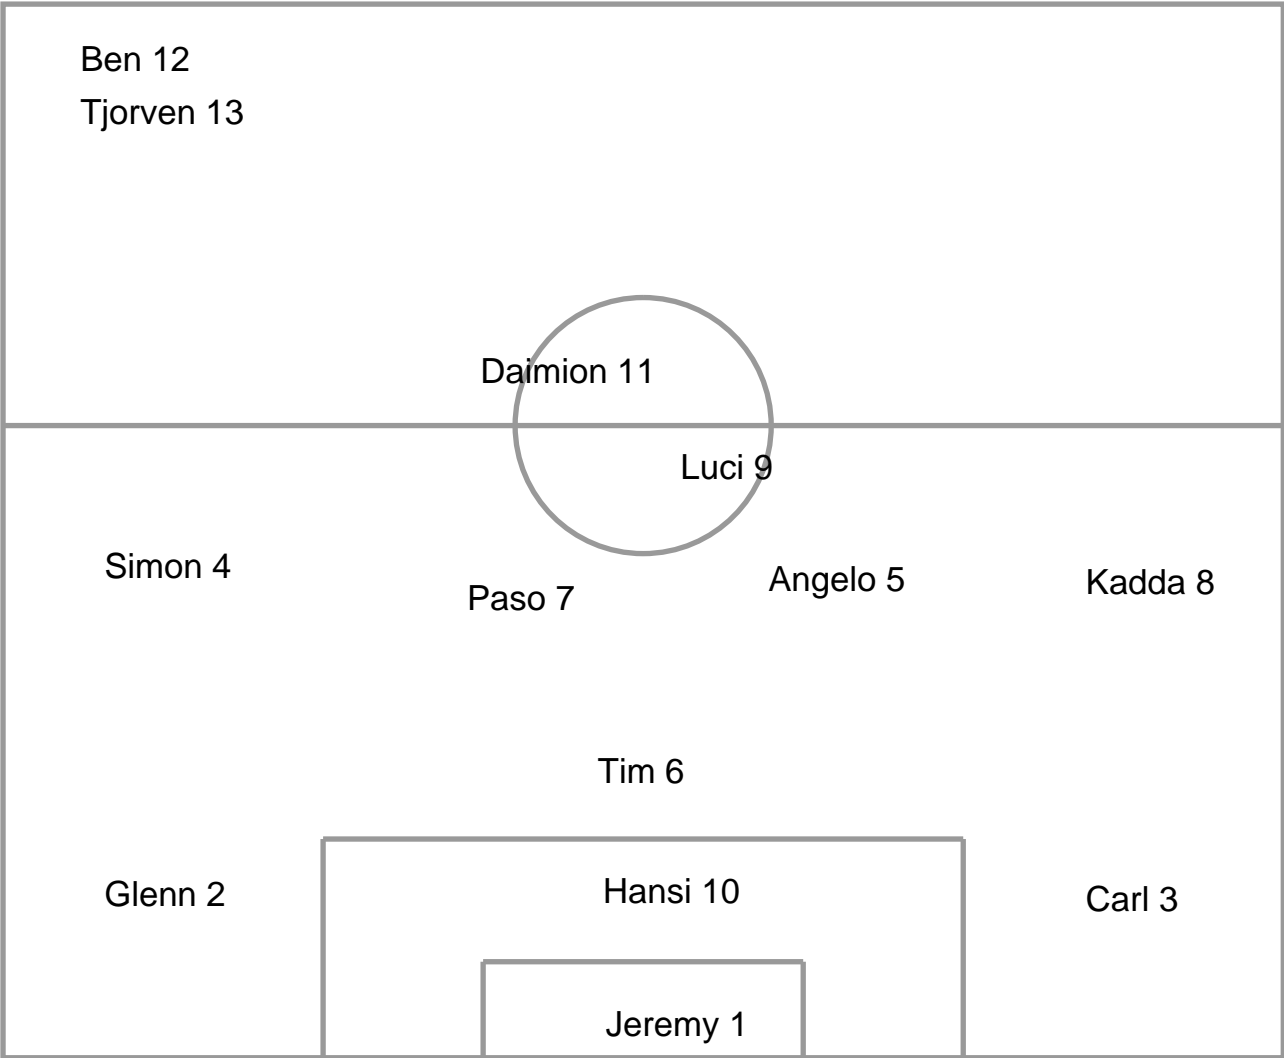 Ben 12
Tjorven 13
Daimion 11
Luci 9
Simon 4
Paso 7
Angelo 5
Kadda 8
Tim 6
Glenn 2
Hansi 10
Carl 3
Jeremy 1